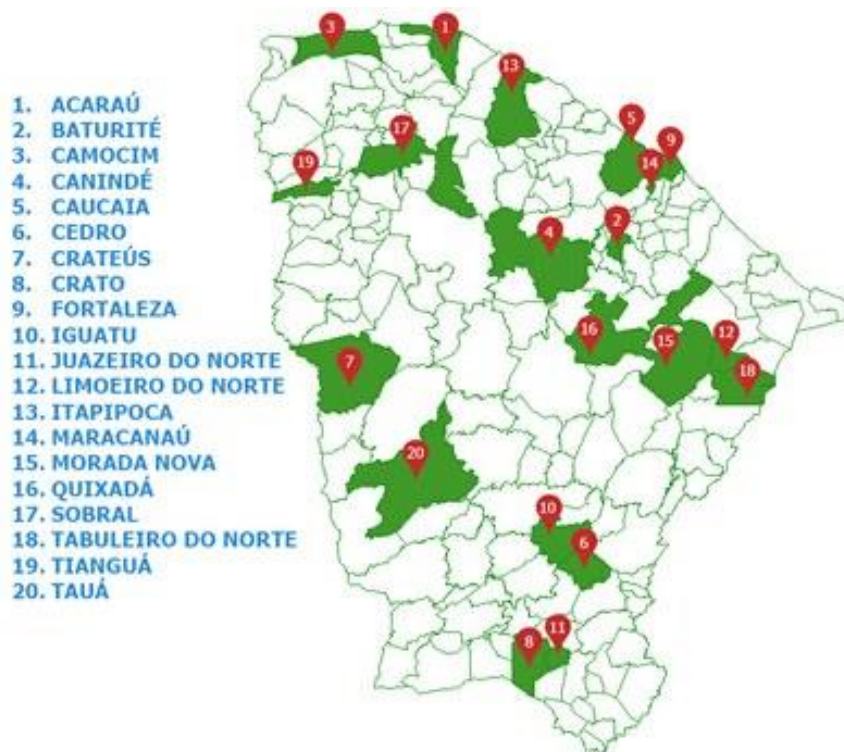 1. ACARAÚ
2. BATURITÉ
3. CAMOCIM
4. CANINDÉ
5. CAUCAIA
6. CEDRO
7. CRATEÚS
8. CRATO
9. FORTALEZA
10. IGUATU
11. JUAZEIRO DO NORTE
12. LIMOEIRO DO NORTE
13. ITAPIPOCA
14. MARACANAÚ
15. MORADA NOVA
16. QUIXADÁ
17. SOBRAL
18. TABULEIRO DO NORTE
19. TIANGUÁ
20. TAUÁ
3
1
13
5
17
9
19
14
2
4
16
12
15
7
18
20
10
6
8
11